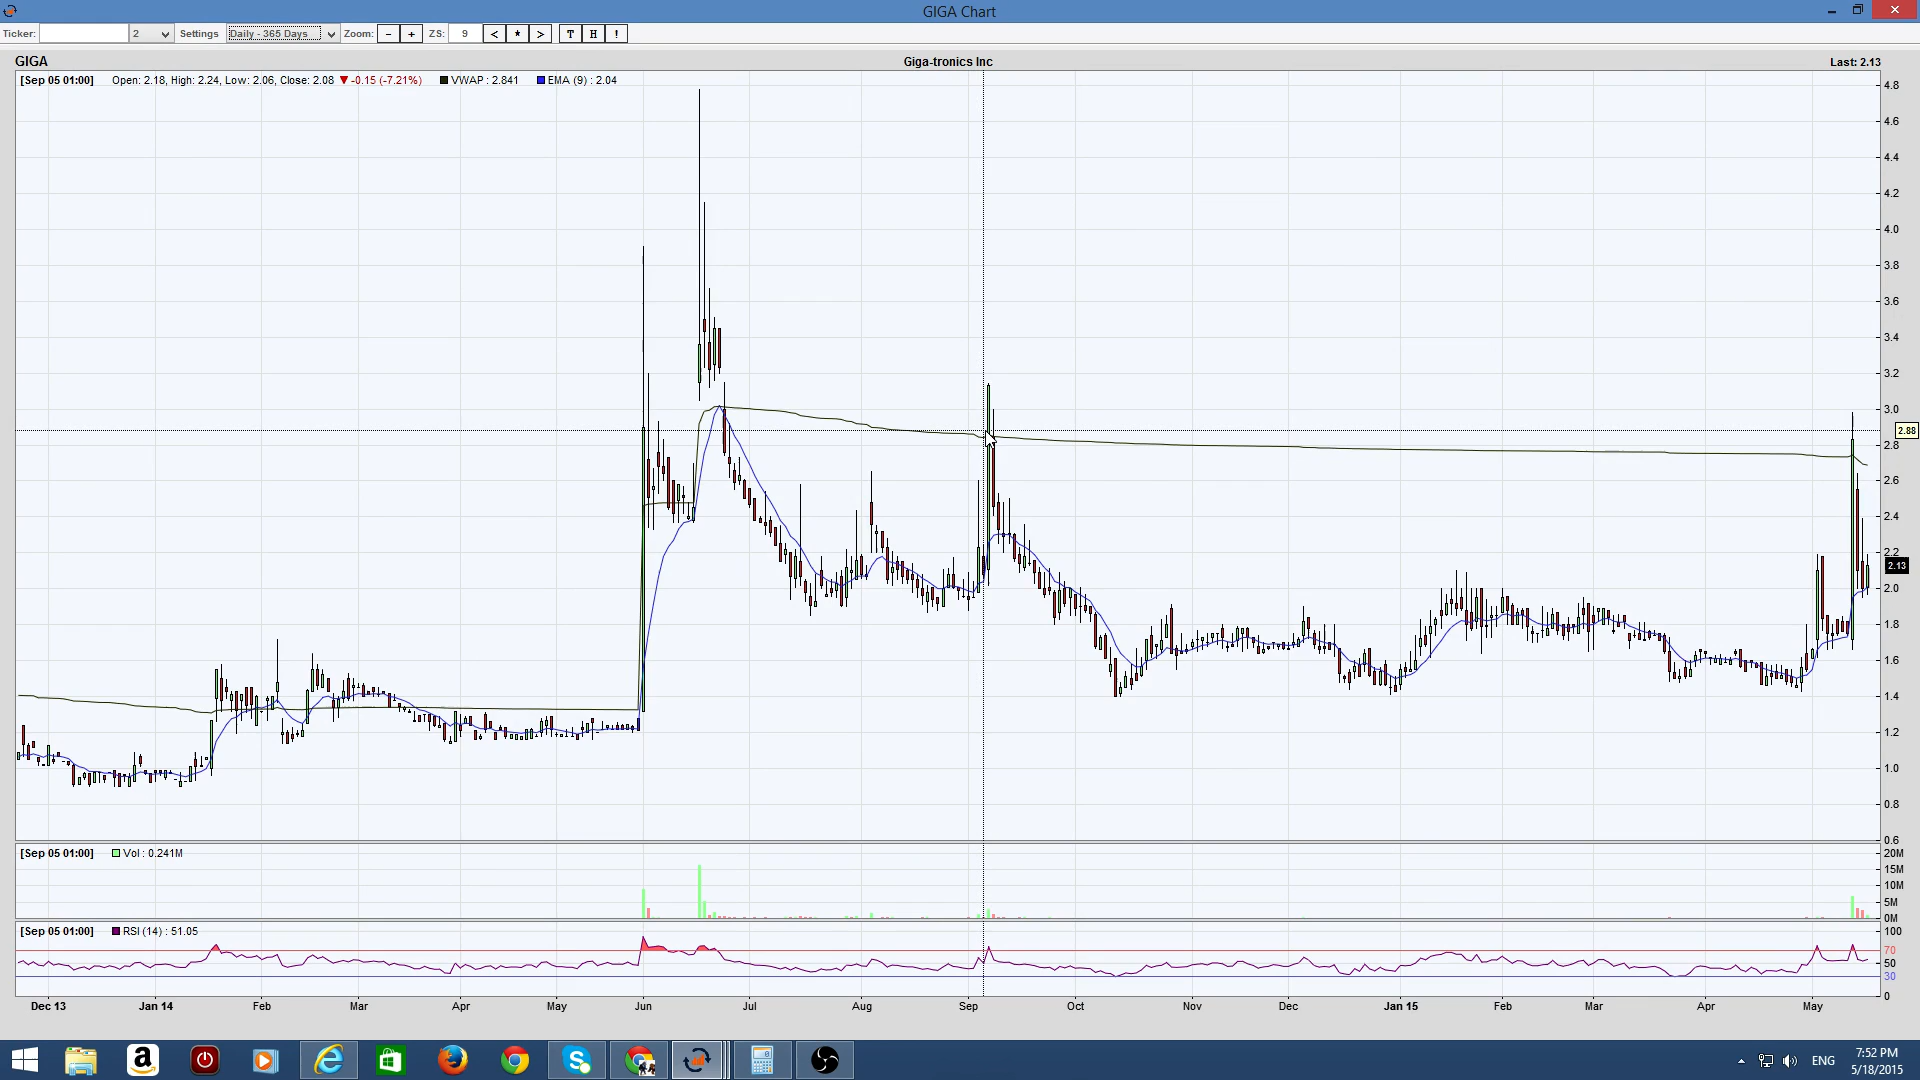 GIGA Chart
Ticker: 2 Settings Daily - 365 Days Zoom: - + ZS: 9 < * > T H !
GIGA Giga-tronics Inc Last: 2.13
[Sep 05 01:00] Open: 2.18, High: 2.24, Low: 2.06, Close: 2.08 ▼ -0.15 (-7.21%) VWAP : 2.841 EMA (9) : 2.04
4.8
4.6
4.4
4.2
4.0
3.8
3.6
3.4
3.2
3.0
2.88
2.8
2.6
2.4
2.2
2.13
2.0
1.8
1.6
1.4
1.2
1.0
0.8
0.6
[Sep 05 01:00] Vol : 0.241M
20M
15M
10M
5M
0M
[Sep 05 01:00] RSI (14) : 51.05
100
70
50
30
0
Dec 13 Jan 14 Feb Mar Apr May Jun Jul Aug Sep Oct Nov Dec Jan 15 Feb Mar Apr May
ENG
7:52 PM
5/18/2015